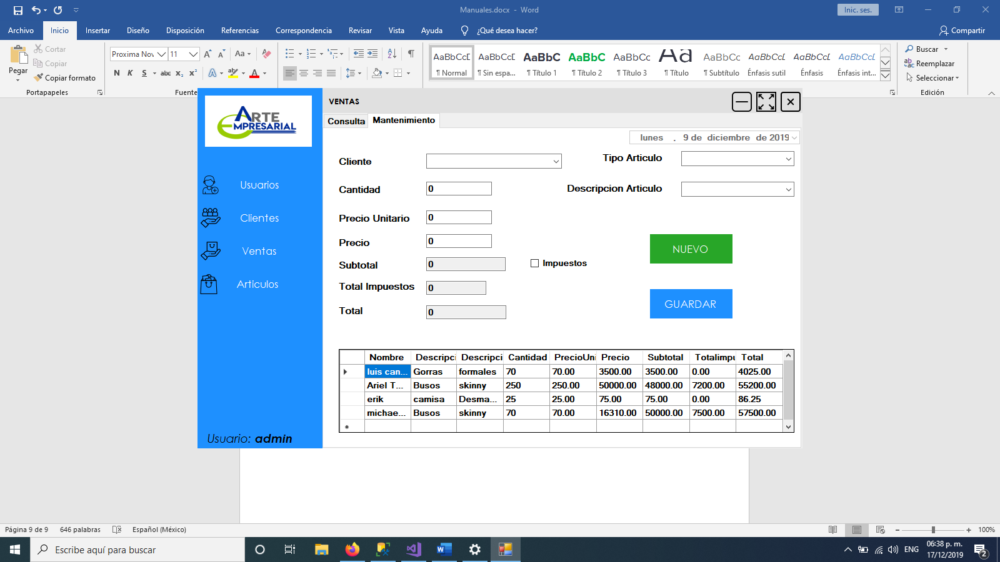 Manuales.docx - Word
Inic. ses.
Archivo Inicio Insertar Diseño Disposición Referencias Correspondencia Revisar Vista Ayuda ¿Qué desea hacer? Compartir
Pegar
Cortar
Copiar
Copiar formato
Portapapeles
Proxima Nov 11
N K S abc x₂ x²
Fuente
AaBbCcD AaBbCcD AaBbC AaBbC AaBbCc Aa AaBbCc AaBbCcL AaBbCcL AaBbCcL
¶ Normal ¶ Sin espa... ¶ Título 1 ¶ Título 2 ¶ Título 3 ¶ Título ¶ Subtítulo Énfasis sutil Énfasis Énfasis int...
Buscar
Reemplazar
Seleccionar
Edición
ARTE
EMPRESARIAL
VENTAS
Consulta Mantenimiento
lunes . 9 de diciembre de 2019
Usuarios
Clientes
Ventas
Articulos
Usuario: admin
Cliente
Tipo Articulo
Cantidad 0
Descripcion Articulo
Precio Unitario 0
Precio 0
Subtotal 0
Impuestos
Total Impuestos 0
Total 0
NUEVO
GUARDAR
Nombre Descripci Descripci Cantidad PrecioUni Precio Subtotal Totalimpu Total
luis can... Gorras formales 70 70.00 3500.00 3500.00 0.00 4025.00
Ariel T... Busos skinny 250 250.00 50000.00 48000.00 7200.00 55200.00
erik camisa Desma... 25 25.00 75.00 75.00 0.00 86.25
michae... Busos skinny 70 70.00 16310.00 50000.00 7500.00 57500.00
Página 9 de 9 646 palabras Español (México) 100%
Escribe aquí para buscar
ENG
06:38 p. m.
17/12/2019
2